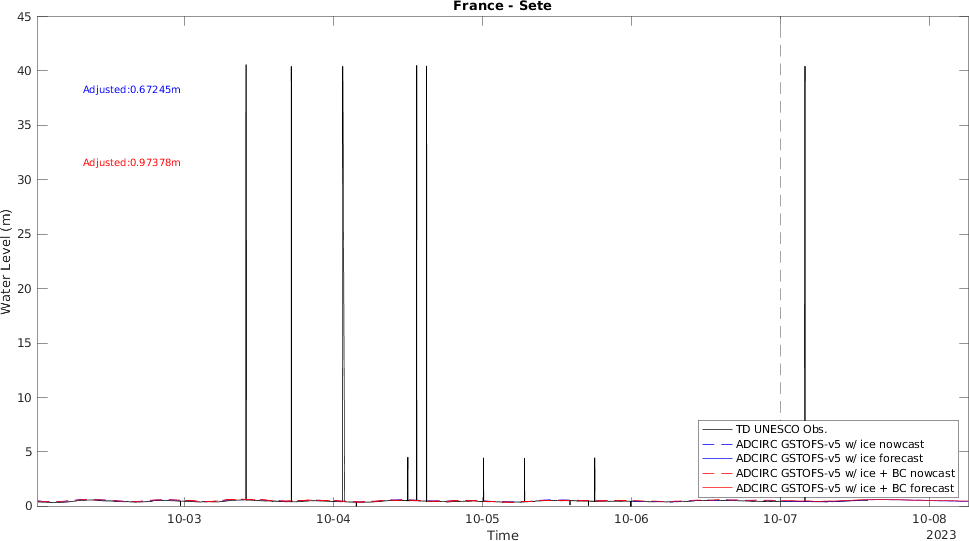 France - Sete
45
40
35
30
25
20
15
10
5
0
Water Level (m)
Adjusted:0.67245m
Adjusted:0.97378m
TD UNESCO Obs.
ADCIRC GSTOFS-v5 w/ ice nowcast
ADCIRC GSTOFS-v5 w/ ice forecast
ADCIRC GSTOFS-v5 w/ ice + BC nowcast
ADCIRC GSTOFS-v5 w/ ice + BC forecast
10-03
10-04
10-05
10-06
10-07
10-08
2023
Time